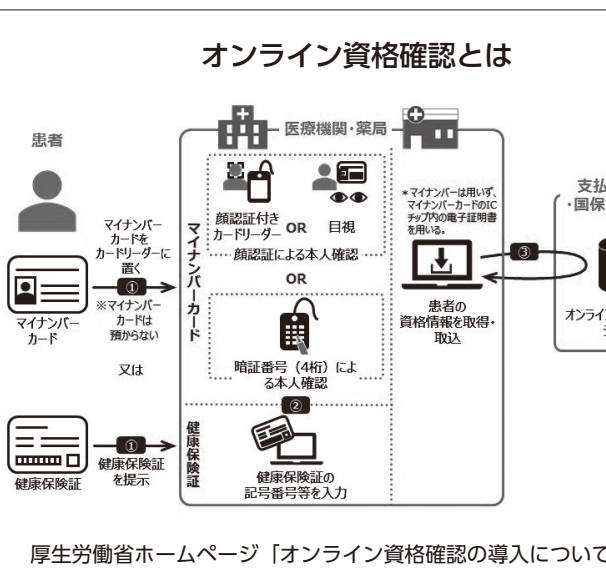 オンライン資格確認とは
患者
医療機関・薬局
マイナンバー
カードを
カードリーダーに
置く
①
※マイナンバー
カードは
預からない
マイナンバー
カード
又は
①
健康保険証
を提示
健康保険証
マイナンバーカード
顔認証付き
カードリーダー
OR
目視
顔認証による本人確認
OR
暗証番号（4桁）によ
る本人確認
②
健康保険証
健康保険証の
記号番号等を入力
＊マイナンバーは用いず、
マイナンバーカードのIC
チップ内の電子証明書
を用いる。
患者の
資格情報を取得・
取込
③
支払
・国保
オンライ
厚生労働省ホームページ「オンライン資格確認の導入について